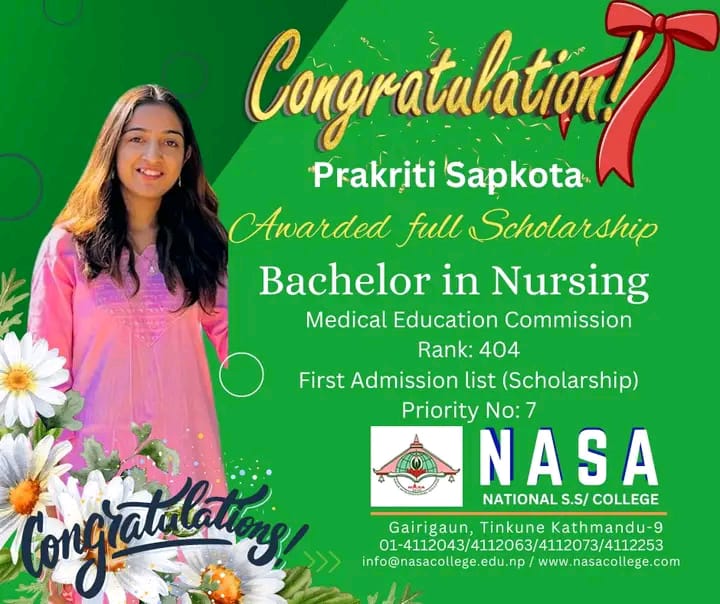 Congratulation!
Prakriti Sapkota
Awarded full Scholarship
Bachelor in Nursing
Medical Education Commission
Rank: 404
First Admission list (Scholarship)
Priority No: 7
NASA
NATIONAL S.S/ COLLEGE
Gairigaun, Tinkune Kathmandu-9
01-4112043/4112063/4112073/4112253
info@nasacollege.edu.np / www.nasacollege.com
Congratulations!